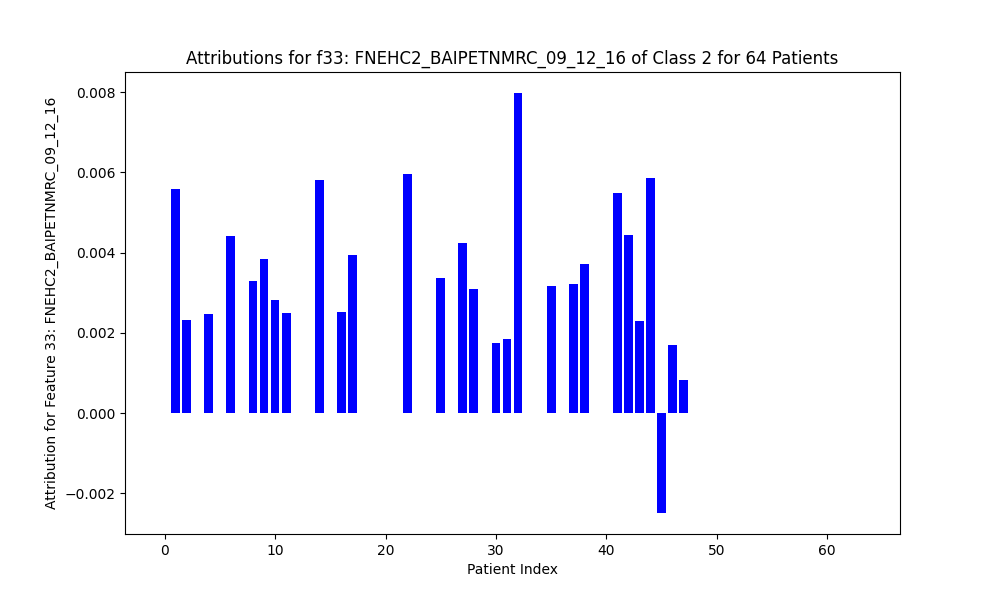 Attributions for f33: FNEHC2_BAIPETNMRC_09_12_16 of Class 2 for 64 Patients
Attribution for Feature 33: FNEHC2_BAIPETNMRC_09_12_16
0.008
0.006
0.004
0.002
0.000
−0.002
0 10 20 30 40 50 60
Patient Index